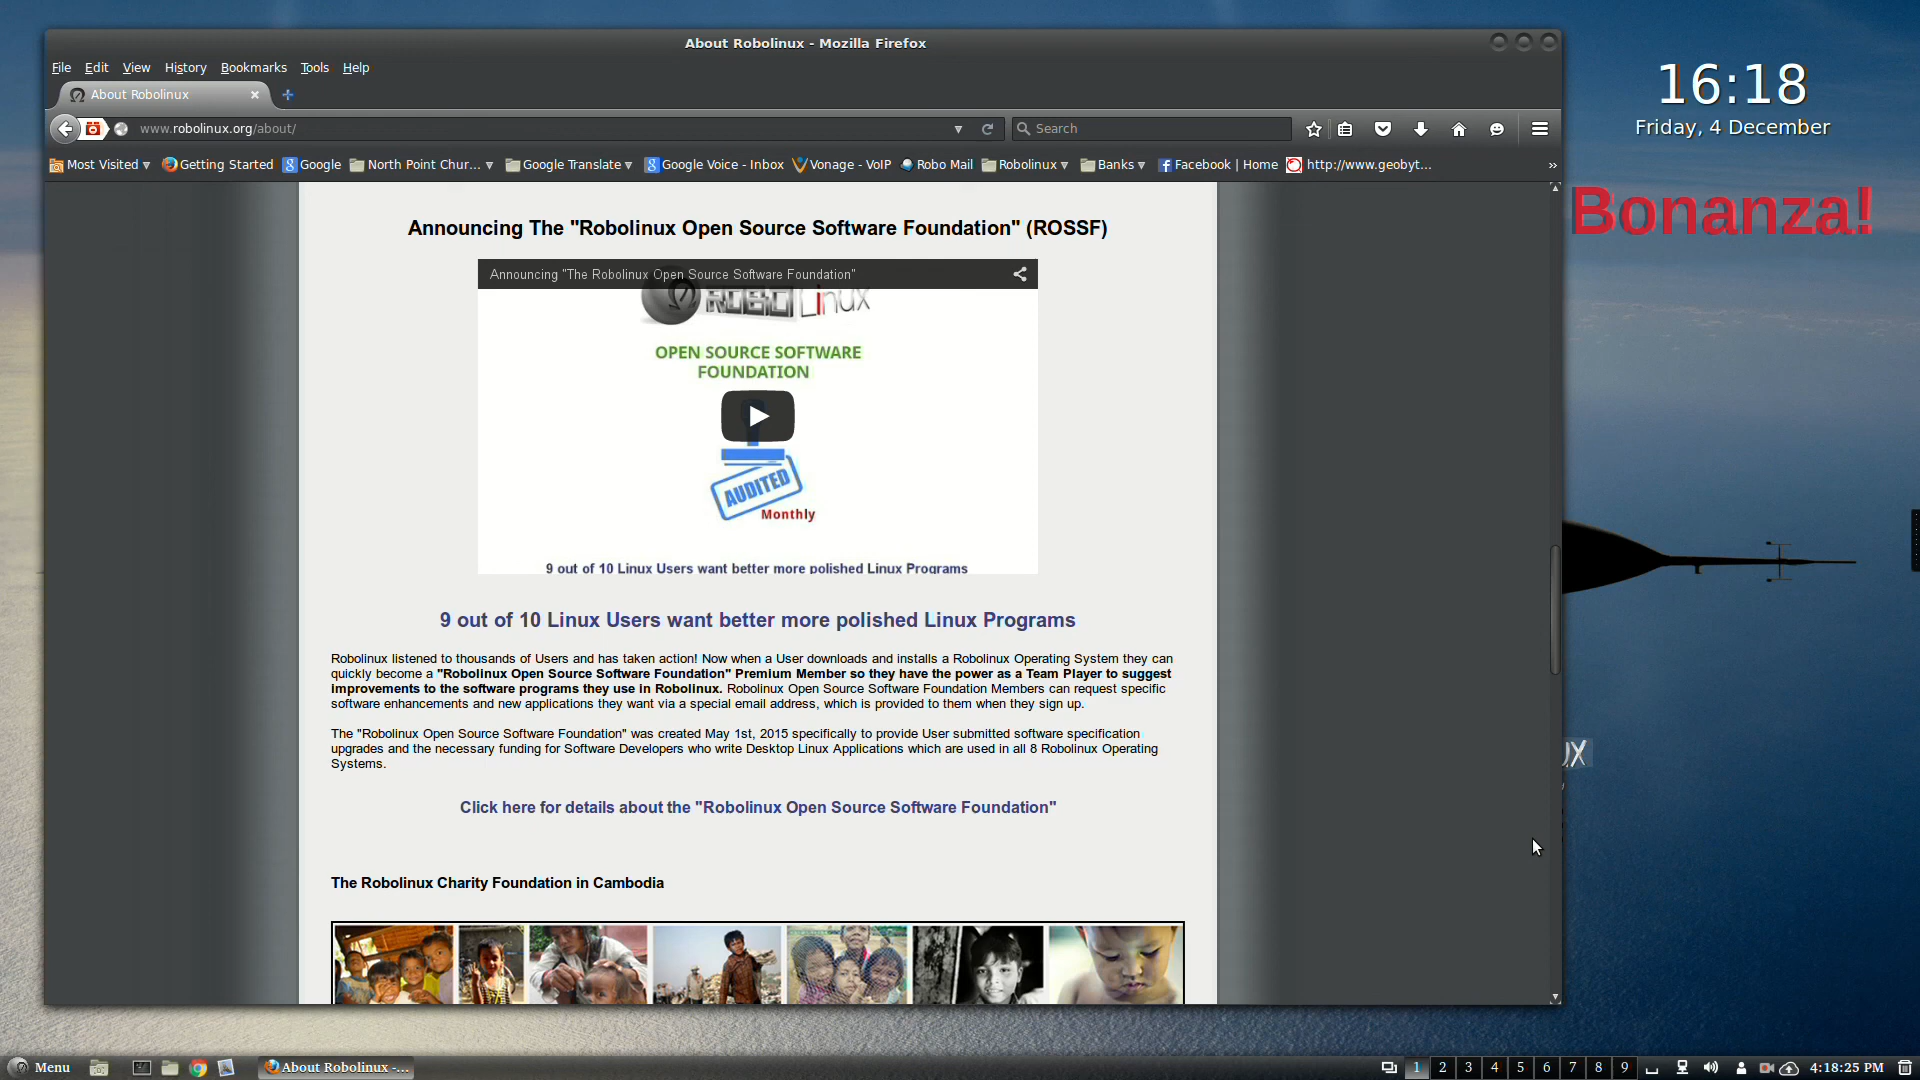 About Robolinux - Mozilla Firefox
File Edit View History Bookmarks Tools Help
About Robolinux
www.robolinux.org/about/
Search
Most Visited Getting Started Google North Point Chur... Google Translate Google Voice - Inbox Vonage - VoIP Robo Mail Robolinux Banks Facebook | Home http://www.geobyt... »
16:18
Friday, 4 December
Bonanza!
Announcing The "Robolinux Open Source Software Foundation" (ROSSF)
Announcing "The Robolinux Open Source Software Foundation"
ROBOLinux
OPEN SOURCE SOFTWARE
FOUNDATION
AUDITED
Monthly
9 out of 10 Linux Users want better more polished Linux Programs
9 out of 10 Linux Users want better more polished Linux Programs
Robolinux listened to thousands of Users and has taken action! Now when a User downloads and installs a Robolinux Operating System they can
quickly become a "Robolinux Open Source Software Foundation" Premium Member so they have the power as a Team Player to suggest
improvements to the software programs they use in Robolinux. Robolinux Open Source Software Foundation Members can request specific
software enhancements and new applications they want via a special email address, which is provided to them when they sign up.
The "Robolinux Open Source Software Foundation" was created May 1st, 2015 specifically to provide User submitted software specification
upgrades and the necessary funding for Software Developers who write Desktop Linux Applications which are used in all 8 Robolinux Operating
Systems.
Click here for details about the "Robolinux Open Source Software Foundation"
The Robolinux Charity Foundation in Cambodia
UX
Menu
About Robolinux -...
1 2 3 4 5 6 7 8 9
4:18:25 PM